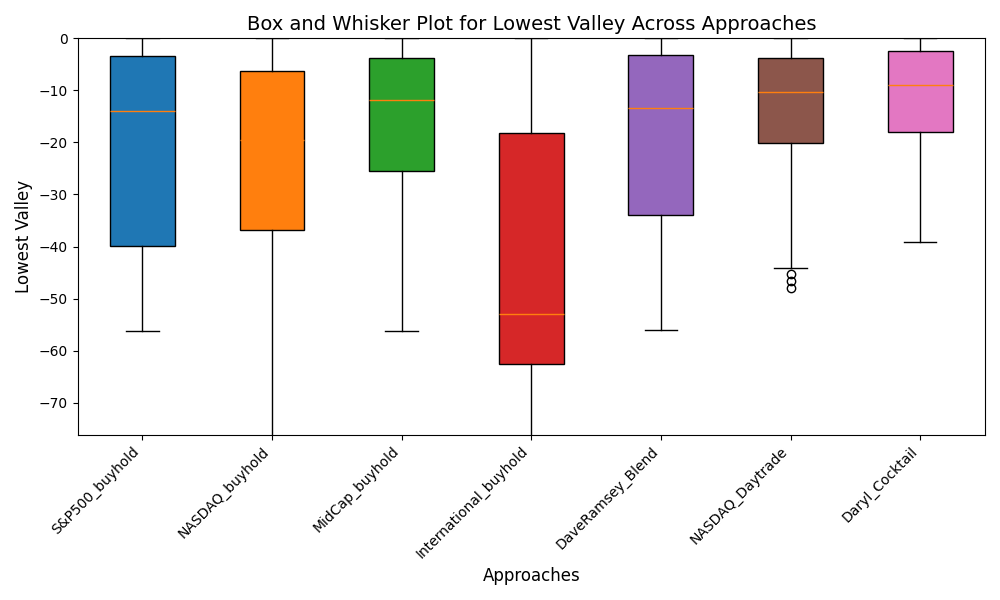 Box and Whisker Plot for Lowest Valley Across Approaches
Lowest Valley
0
−10
−20
−30
−40
−50
−60
−70
S&P500_buyhold
NASDAQ_buyhold
MidCap_buyhold
International_buyhold
DaveRamsey_Blend
NASDAQ_Daytrade
Daryl_Cocktail
Approaches